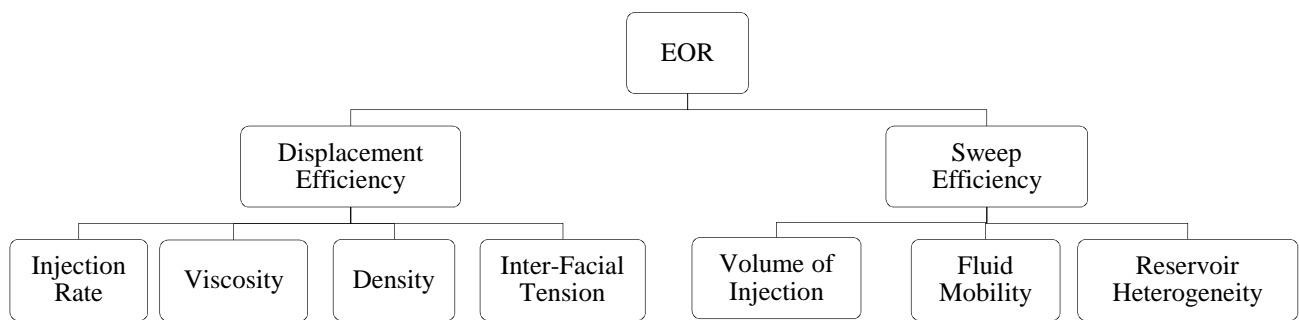 EOR
Displacement
Efficiency
Sweep
Efficiency
Injection
Rate
Viscosity
Density
Inter-Facial
Tension
Volume of
Injection
Fluid
Mobility
Reservoir
Heterogeneity